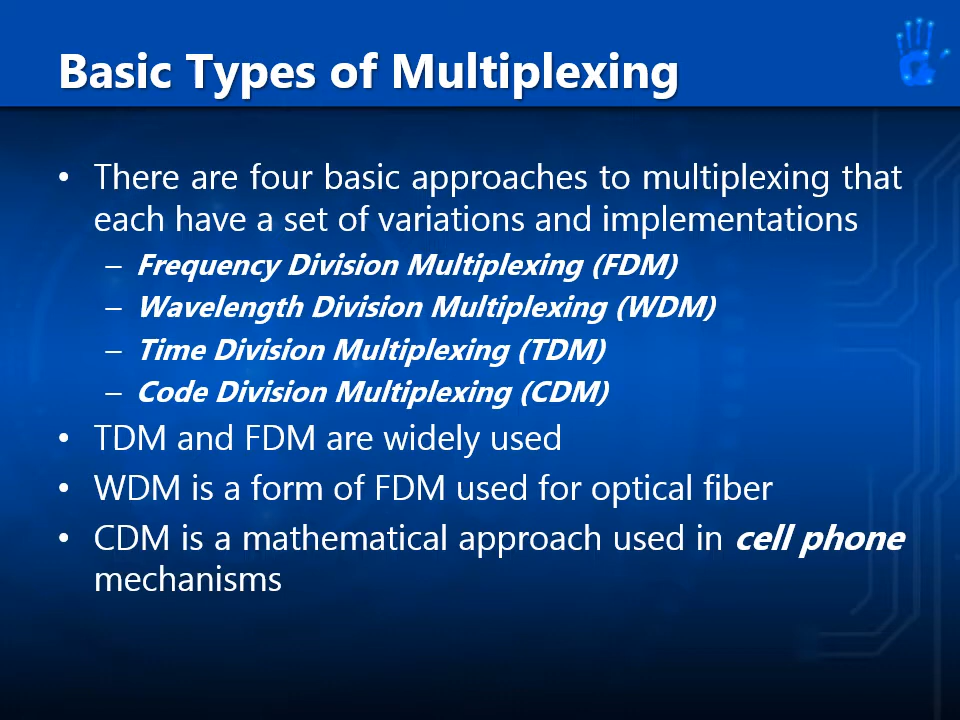 Basic Types of Multiplexing
• There are four basic approaches to multiplexing that
each have a set of variations and implementations
– Frequency Division Multiplexing (FDM)
– Wavelength Division Multiplexing (WDM)
– Time Division Multiplexing (TDM)
– Code Division Multiplexing (CDM)
• TDM and FDM are widely used
• WDM is a form of FDM used for optical fiber
• CDM is a mathematical approach used in cell phone
mechanisms